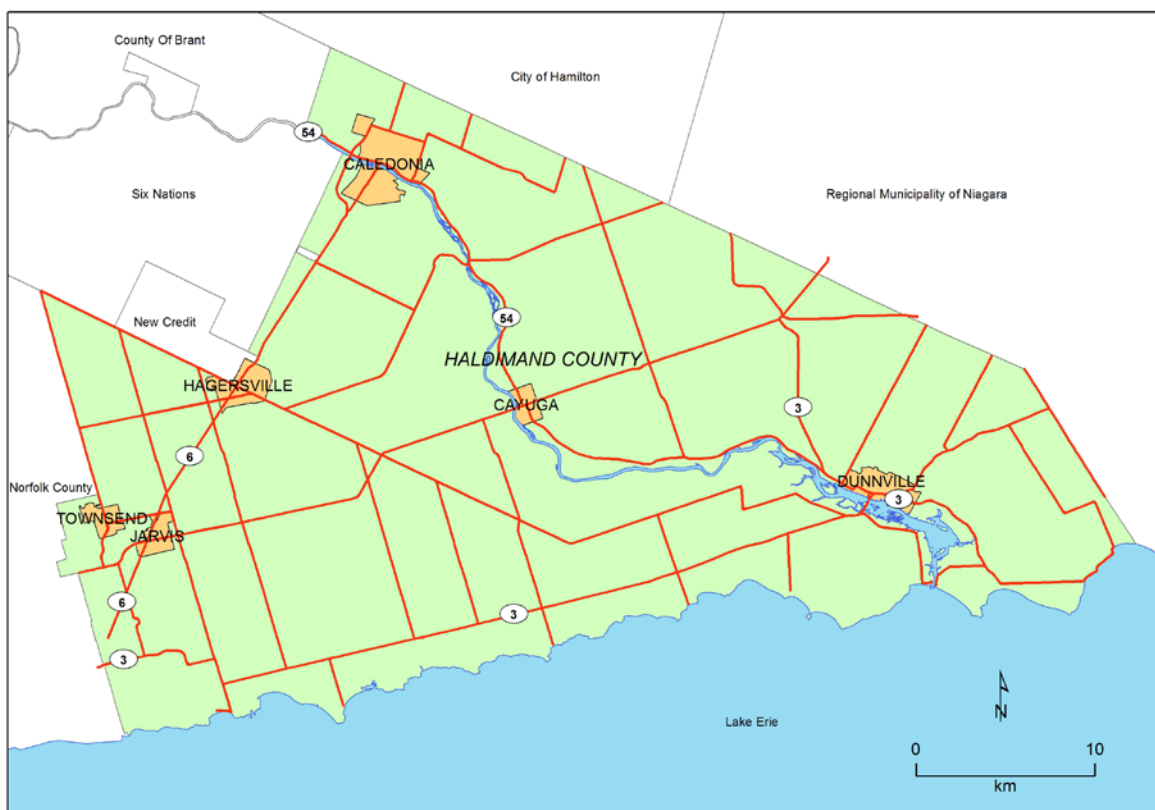 County Of Brant
City of Hamilton
54
CALEDONIA
Six Nations
Regional Municipality of Niagara
New Credit
54
HALDIMAND COUNTY
HAGERSVILLE
CAYUGA
3
6
Norfolk County
DUNNVILLE
3
TOWNSEND
JARVIS
6
3
3
Lake Erie
N
0 10
km